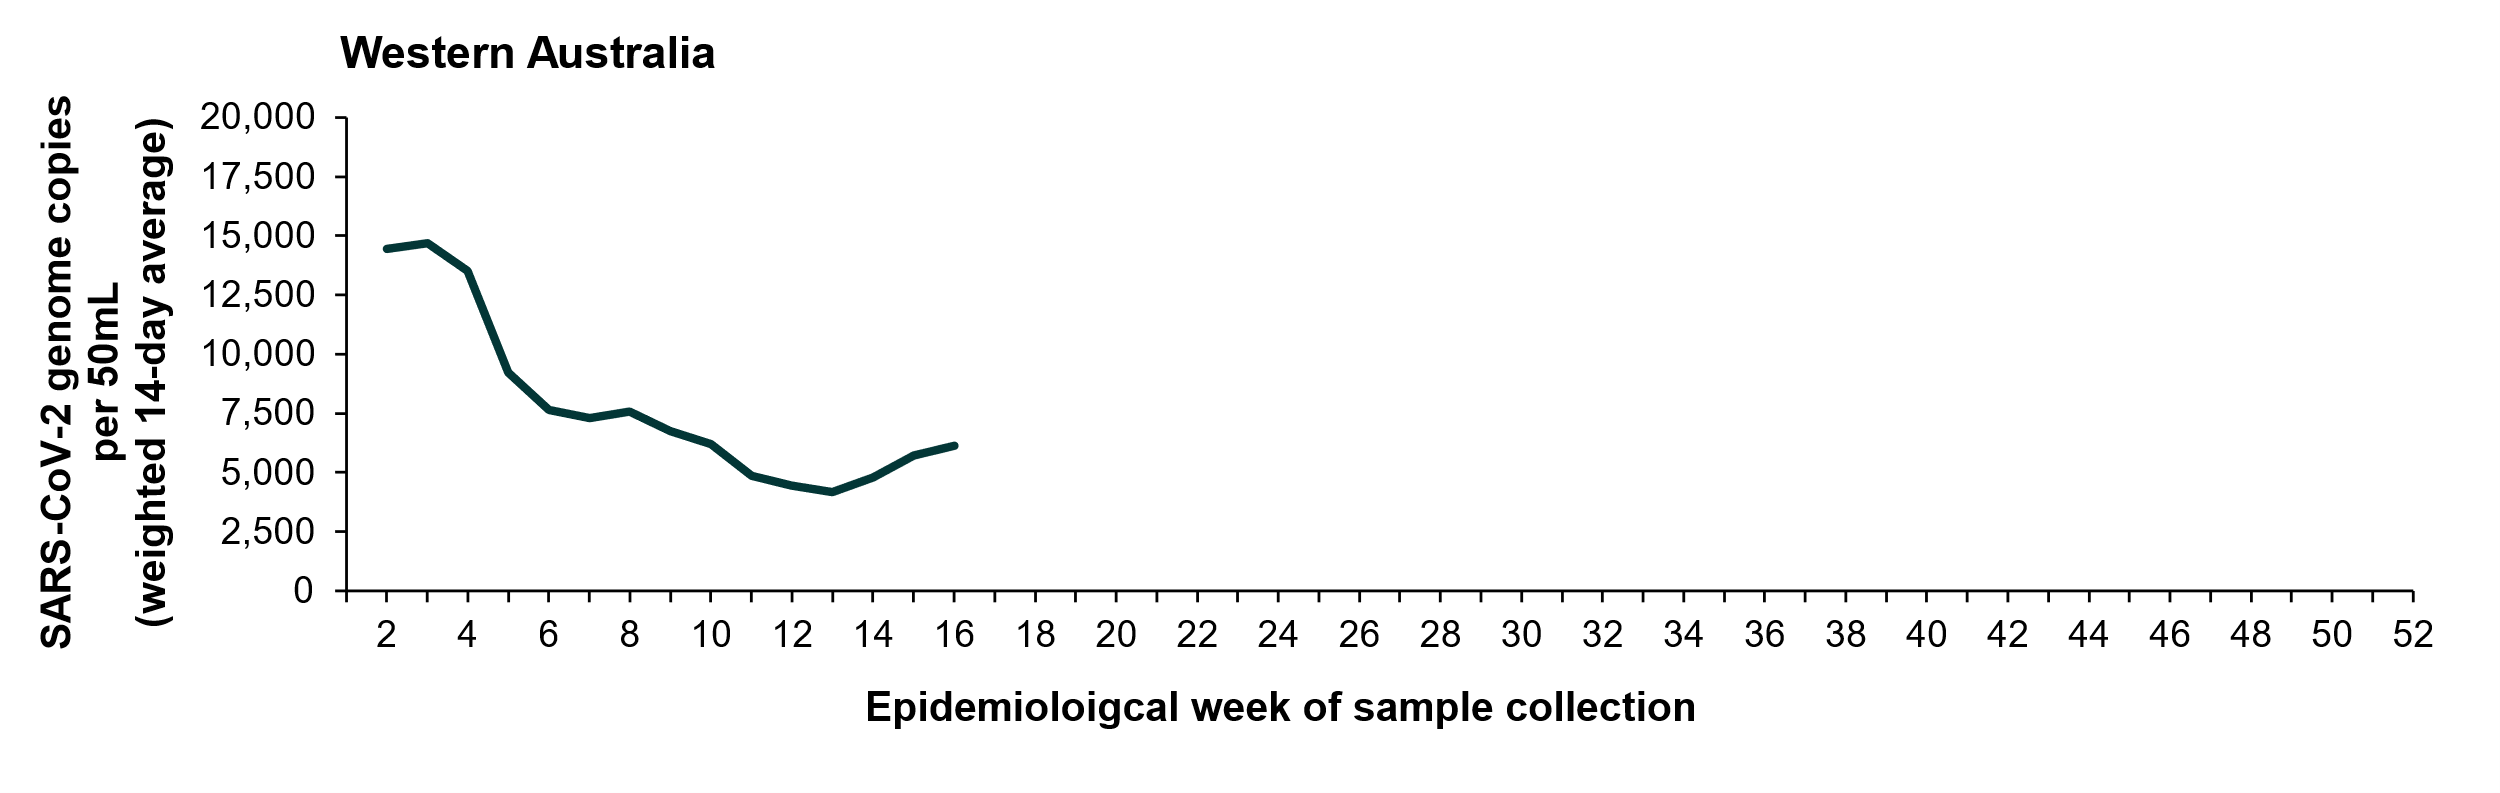 Western Australia
SARS-CoV-2 genome copies
per 50mL
(weighted 14-day average)
20,000
17,500
15,000
12,500
10,000
7,500
5,000
2,500
0
2 4 6 8 10 12 14 16 18 20 22 24 26 28 30 32 34 36 38 40 42 44 46 48 50 52
Epidemioloigcal week of sample collection